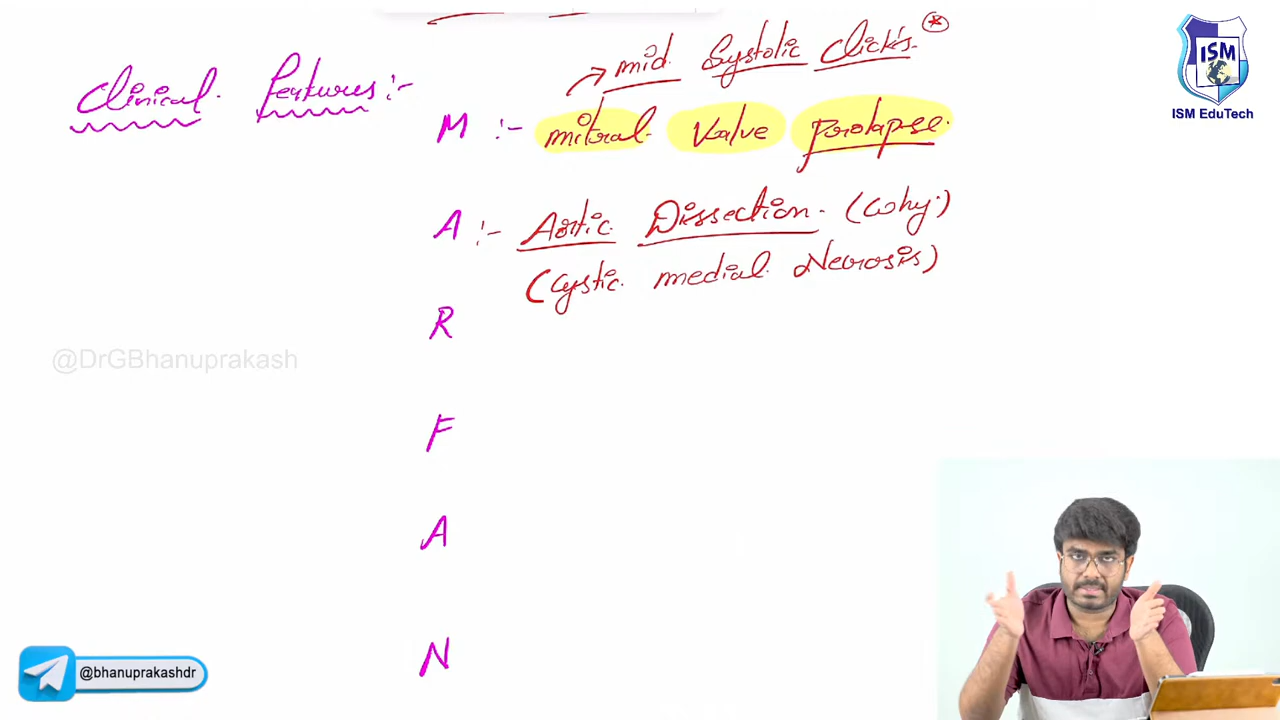 mid Systolic Clicks
Clinical Features :-
M :- mitral Valve Prolapse.
A :- Aortic Dissection. (why?)
(Cystic medial Necrosis)
R
F
A
N
ISM
ISM EduTech
@DrGBhanuprakash
@bhanuprakashdr